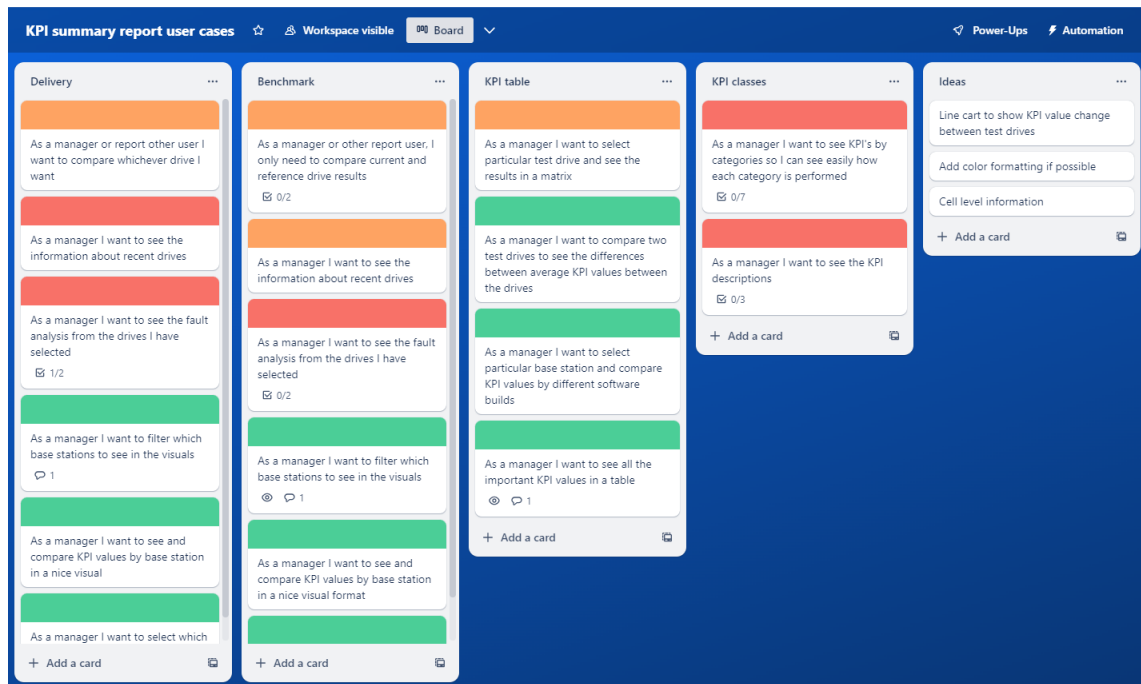 KPI summary report user cases
Workspace visible
Board
Power-Ups
Automation
Delivery
As a manager or report other user I
want to compare whichever drive I
want
As a manager I want to see the
information about recent drives
As a manager I want to see the fault
analysis from the drives I have
selected
1/2
As a manager I want to filter which
base stations to see in the visuals
1
As a manager I want to see and
compare KPI values by base station
in a nice visual
As a manager I want to select which
+ Add a card
Benchmark
As a manager or other report user, I
only need to compare current and
reference drive results
0/2
As a manager I want to see the
information about recent drives
As a manager I want to see the fault
analysis from the drives I have
selected
0/2
As a manager I want to filter which
base stations to see in the visuals
1
As a manager I want to see and
compare KPI values by base station
in a nice visual format
+ Add a card
KPI table
As a manager I want to select
particular test drive and see the
results in a matrix
As a manager I want to compare two
test drives to see the differences
between average KPI values between
the drives
As a manager I want to select
particular base station and compare
KPI values by different software
builds
As a manager I want to see all the
important KPI values in a table
1
+ Add a card
KPI classes
As a manager I want to see KPI's by
categories so I can see easily how
each category is performed
0/7
As a manager I want to see the KPI
descriptions
0/3
+ Add a card
Ideas
Line cart to show KPI value change
between test drives
Add color formatting if possible
Cell level information
+ Add a card